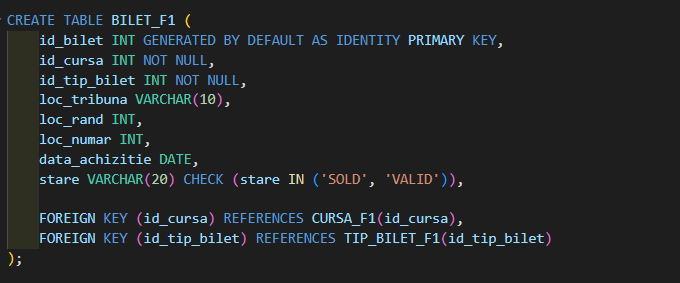 CREATE TABLE BILET_F1 (
id_bilet INT GENERATED BY DEFAULT AS IDENTITY PRIMARY KEY,
id_cursa INT NOT NULL,
id_tip_bilet INT NOT NULL,
loc_tribuna VARCHAR(10),
loc_rand INT,
loc_numar INT,
data_achizitie DATE,
stare VARCHAR(20) CHECK (stare IN ('SOLD', 'VALID')),
FOREIGN KEY (id_cursa) REFERENCES CURSA_F1(id_cursa),
FOREIGN KEY (id_tip_bilet) REFERENCES TIP_BILET_F1(id_tip_bilet)
);